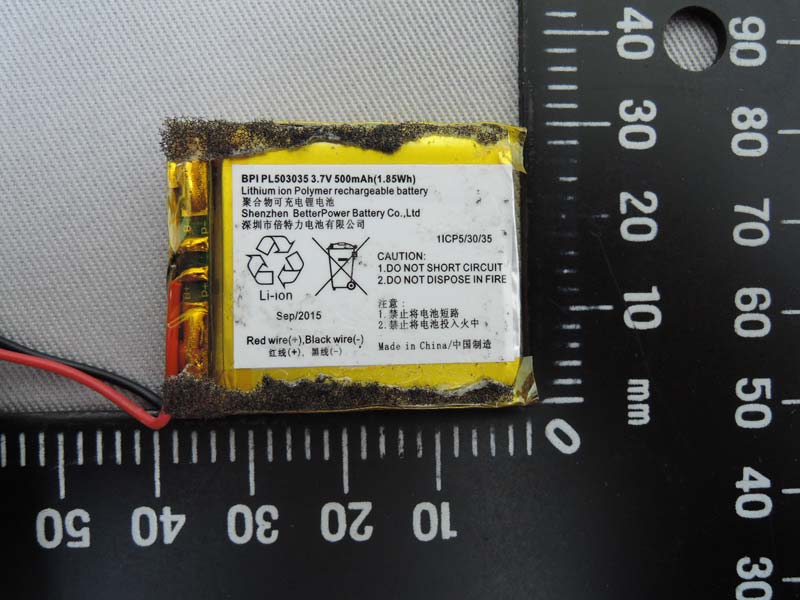 BPI PL503035 3.7V 500mAh(1.85Wh)
Lithium ion Polymer rechargeable battery
聚合物可充电锂电池
Shenzhen BetterPower Battery Co.,Ltd
深圳市倍特力电池有限公司
1ICP5/30/35
Li-ion
CAUTION:
1.DO NOT SHORT CIRCUIT
2.DO NOT DISPOSE IN FIRE
Sep/2015
注意:
1.禁止将电池短路
2.禁止将电池投入火中
Red wire(+),Black wire(-)
红线(+)、黑线(-)
Made in China/中国制造
40
30
10
mm
0
90
80
70
60
50
40
30
50
40
30
20
10